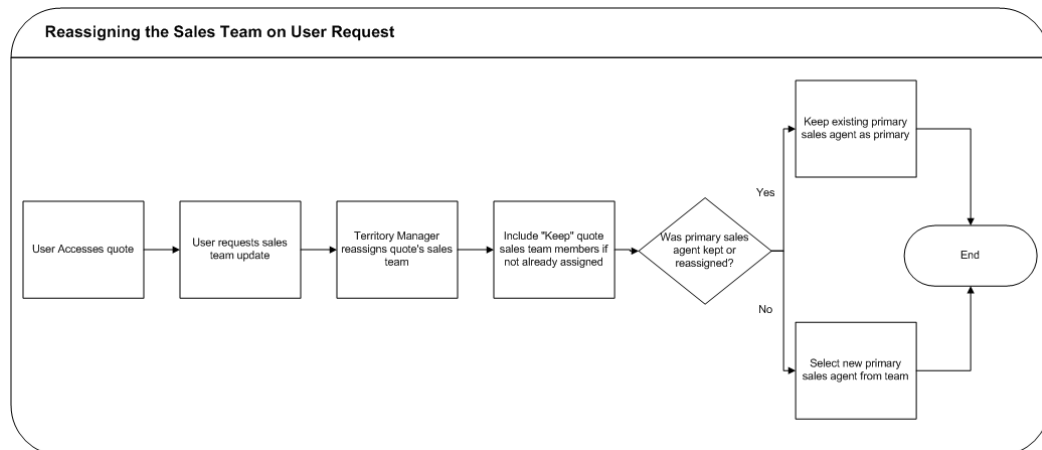 Reassigning the Sales Team on User Request
User Accesses quote
User requests sales
team update
Territory Manager
reassigns quote's sales
team
Include "Keep" quote
sales team members if
not already assigned
Was primary sales
agent kept or
reassigned?
Yes
Keep existing primary
sales agent as primary
No
Select new primary
sales agent from team
End